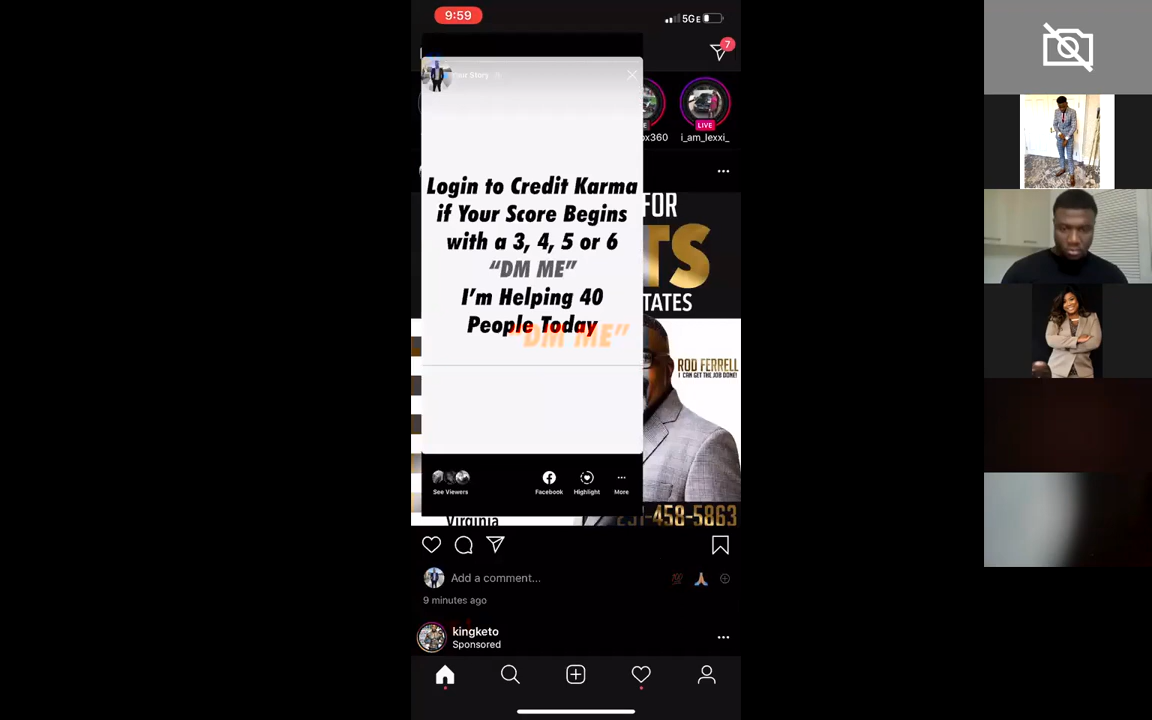 9:59
5GE
7
Your Story
LIVE
ox360
i_am_lexxi_
Login to Credit Karma
if Your Score Begins
with a 3, 4, 5 or 6
“DM ME”
I’m Helping 40
People Today
“DM ME”
FOR
TS
TATES
ROD FERRELL
I CAN GET THE JOB DONE!
See Viewers
Facebook
Highlight
More
Virginia
-458-5863
Add a comment...
9 minutes ago
kingketo
Sponsored